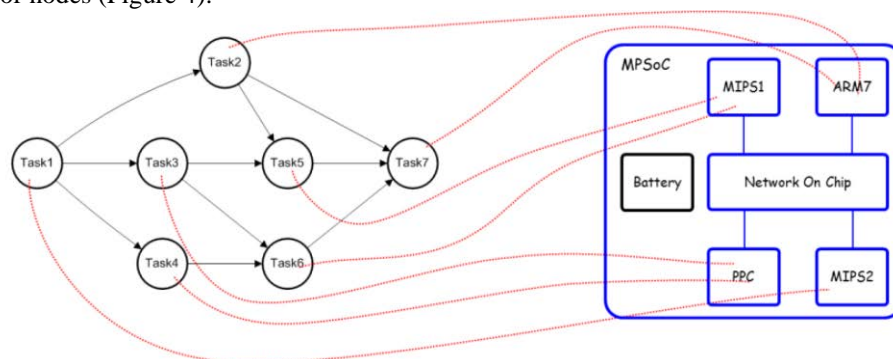 or nodes (Figure 4).
Task2
MPSoC
MIPS1
ARM7
Task1
Task3
Task5
Task7
Battery
Network On Chip
Task4
Task6
PPC
MIPS2